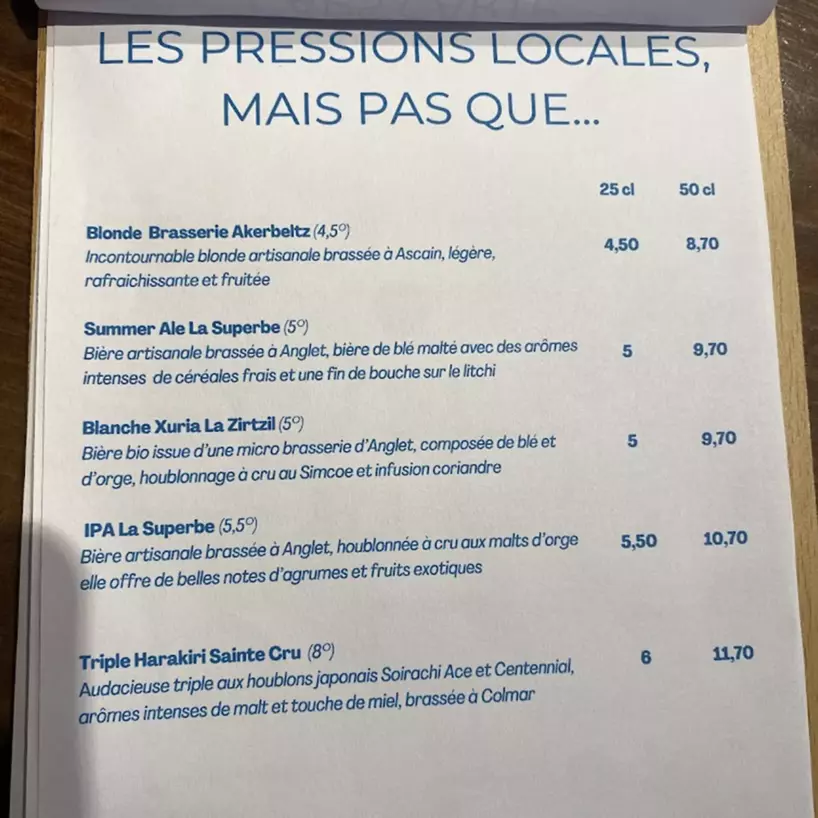 LES PRESSIONS LOCALES,
MAIS PAS QUE...
25 cl 50 cl
Blonde Brasserie Akerbeltz (4,5°)
Incontournable blonde artisanale brassée à Ascain, légère,
rafraichissante et fruitée
4,50 8,70
Summer Ale La Superbe (5°)
Bière artisanale brassée à Anglet, bière de blé malté avec des arômes
intenses de céréales frais et une fin de bouche sur le litchi
5 9,70
Blanche Xuria La Zirtzil (5°)
Bière bio issue d'une micro brasserie d'Anglet, composée de blé et
d'orge, houblonnage à cru au Simcoe et infusion coriandre
5 9,70
IPA La Superbe (5,5°)
Bière artisanale brassée à Anglet, houblonnée à cru aux malts d'orge
elle offre de belles notes d'agrumes et fruits exotiques
5,50 10,70
Triple Harakiri Sainte Cru (8°)
Audacieuse triple aux houblons japonais Soirachi Ace et Centennial,
arômes intenses de malt et touche de miel, brassée à Colmar
6 11,70